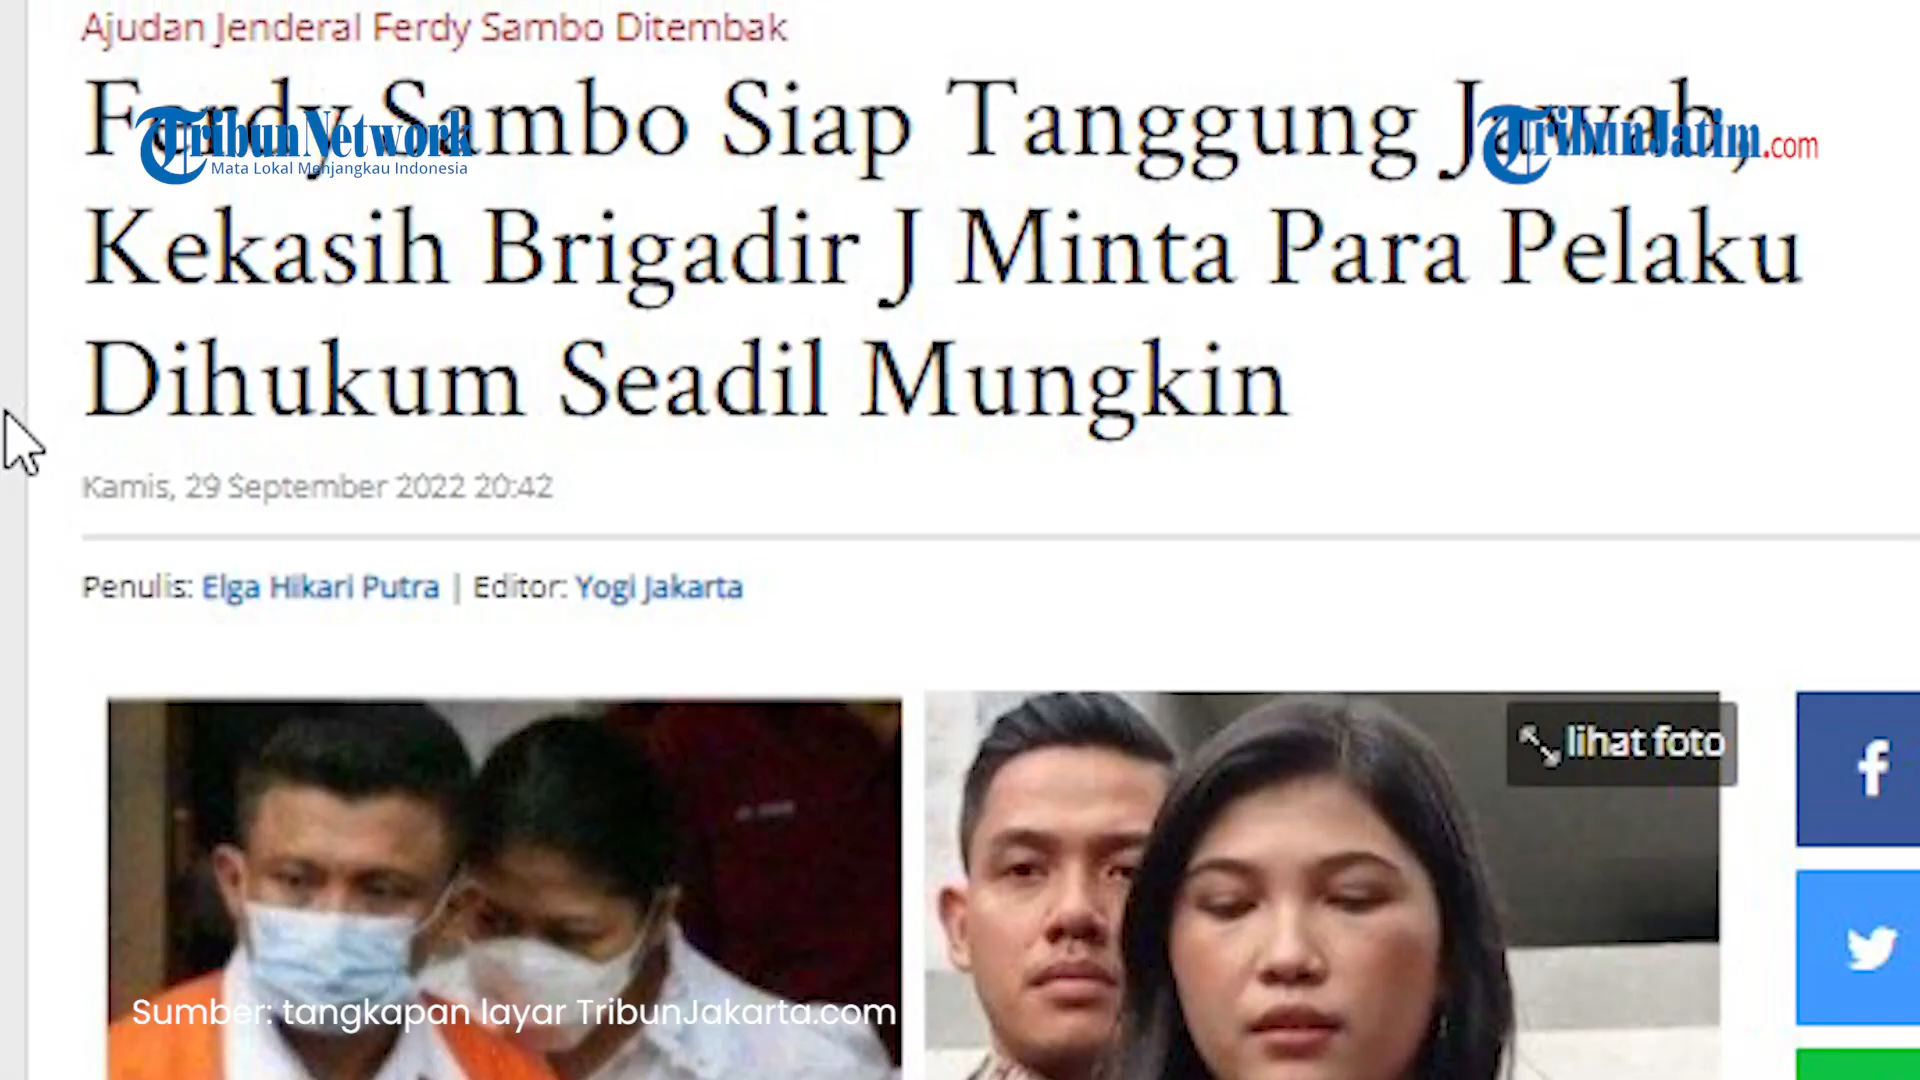 Ajudan Jenderal Ferdy Sambo Ditembak
Ferdy Sambo Siap Tanggung Jawab,
TribunNetwork
Mata Lokal Menjangkau Indonesia
TribunJatim.com
Kekasih Brigadir J Minta Para Pelaku
Dihukum Seadil Mungkin
Kamis, 29 September 2022 20:42
Penulis: Elga Hikari Putra | Editor: Yogi Jakarta
lihat foto
Sumber: tangkapan layar TribunJakarta.com